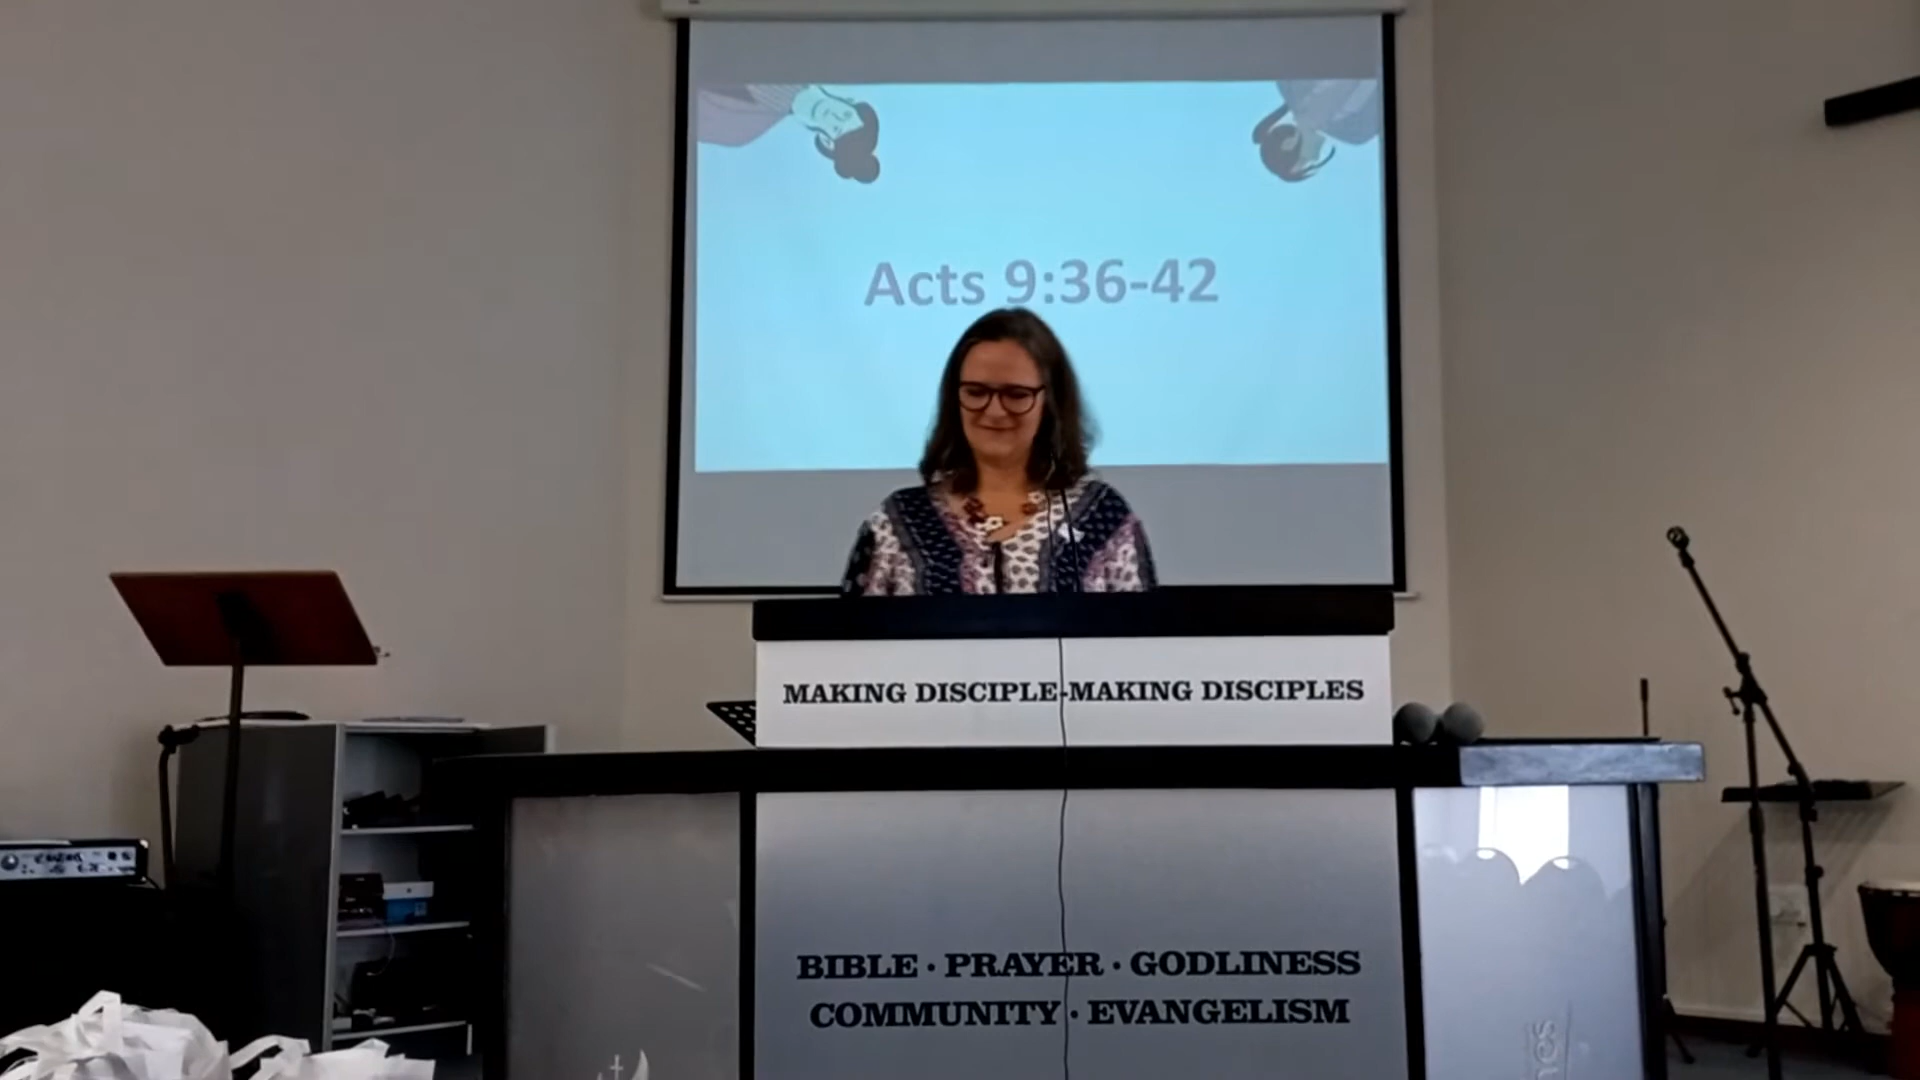 Acts 9:36-42
MAKING DISCIPLE-MAKING DISCIPLES
BIBLE · PRAYER · GODLINESS
COMMUNITY · EVANGELISM